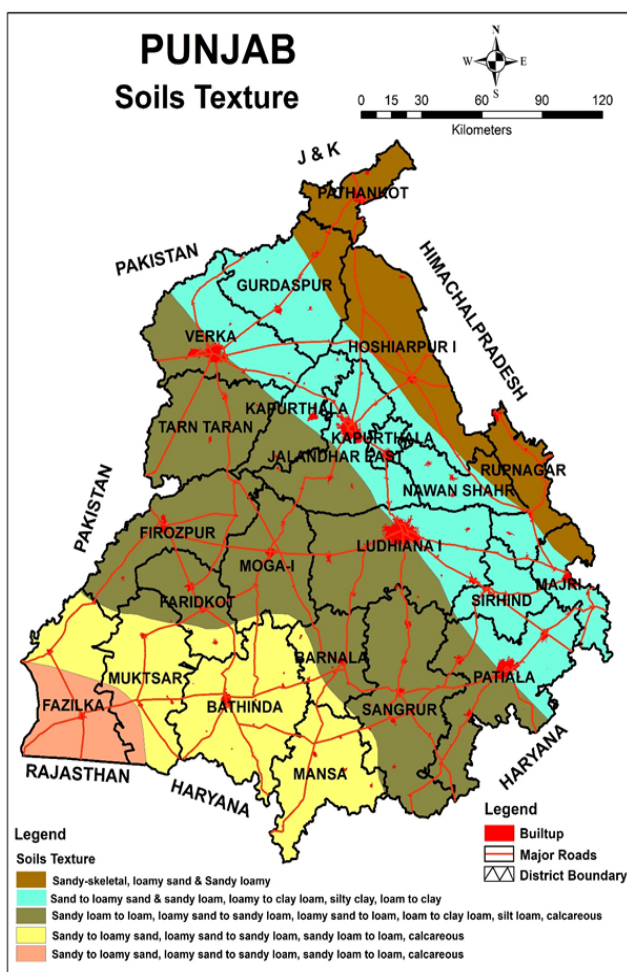 PUNJAB
Soils Texture
N
W E
S
0 15 30 60 90 120
Kilometers
J & K
PATHANKOT
PAKISTAN
HIMACHALPRADESH
GURDASPUR
VERKA
HOSHIARPUR I
KAPURTHALA
TARN TARAN
KAPURTHALA
JALANDHAR EAST
RUPNAGAR
NAWAN SHAHR
PAKISTAN
FIROZPUR
LUDHIANA I
MOGA-I
MAJRI
FARIDKOT
SIRHIND
BARNALA
PATIALA
MUKTSAR
FAZILKA
BATHINDA
SANGRUR
HARYANA
MANSA
RAJASTHAN
HARYANA
Legend
Builtup
Major Roads
District Boundary
Legend
Soils Texture
Sandy-skeletal, loamy sand & Sandy loamy
Sand to loamy sand & sandy loam, loamy to clay loam, silty clay, loam to clay
Sandy loam to loam, loamy sand to sandy loam, loamy sand to loam, loam to clay loam, silt loam, calcareous
Sandy to loamy sand, loamy sand to sandy loam, sandy loam to loam, calcareous
Sandy to loamy sand, loamy sand to sandy loam, sandy loam to loam, calcareous